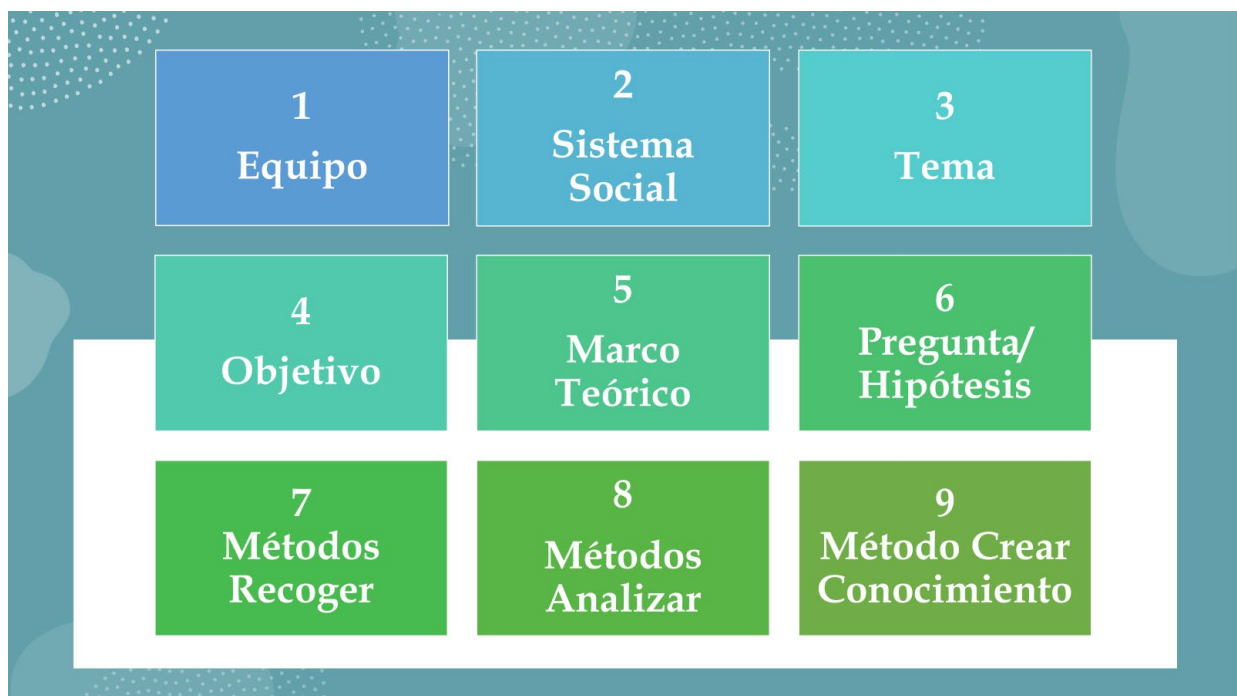 1
Equipo
2
Sistema
Social
3
Tema
4
Objetivo
5
Marco
Teórico
6
Pregunta/
Hipótesis
7
Métodos
Recoger
8
Métodos
Analizar
9
Método Crear
Conocimiento